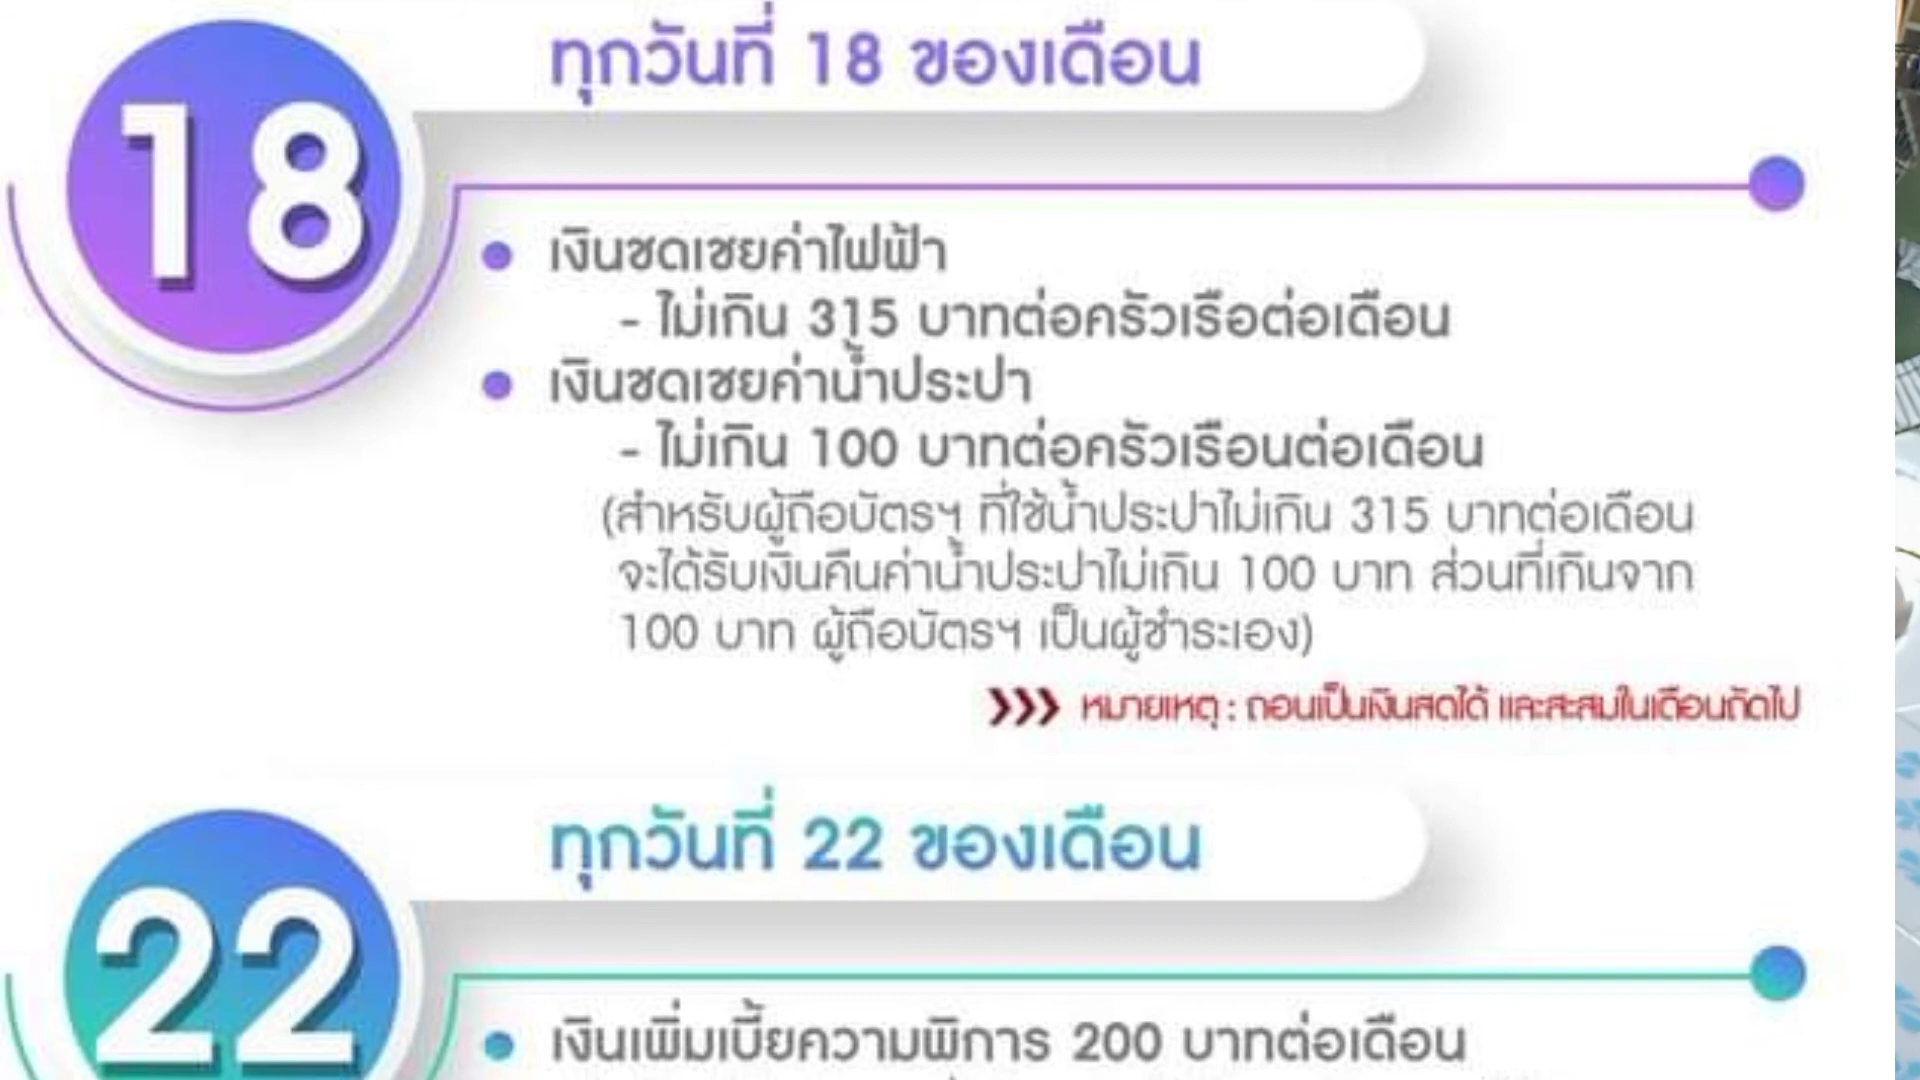 18
ทุกวันที่ 18 ของเดือน
เงินชดเชยค่าไฟฟ้า
- ไม่เกิน 315 บาทต่อครัวเรือต่อเดือน
เงินชดเชยค่าน้ำประปา
- ไม่เกิน 100 บาทต่อครัวเรือนต่อเดือน
(สำหรับผู้ถือบัตรฯ ที่ใช้น้ำประปาไม่เกิน 315 บาทต่อเดือน
จะได้รับเงินคืนค่าน้ำประปาไม่เกิน 100 บาท ส่วนที่เกินจาก
100 บาท ผู้ถือบัตรฯ เป็นผู้ชำระเอง)
หมายเหตุ : ถอนเป็นเงินสดได้ และสะสมในเดือนถัดไป
22
ทุกวันที่ 22 ของเดือน
เงินเพิ่มเบี้ยความพิการ 200 บาทต่อเดือน